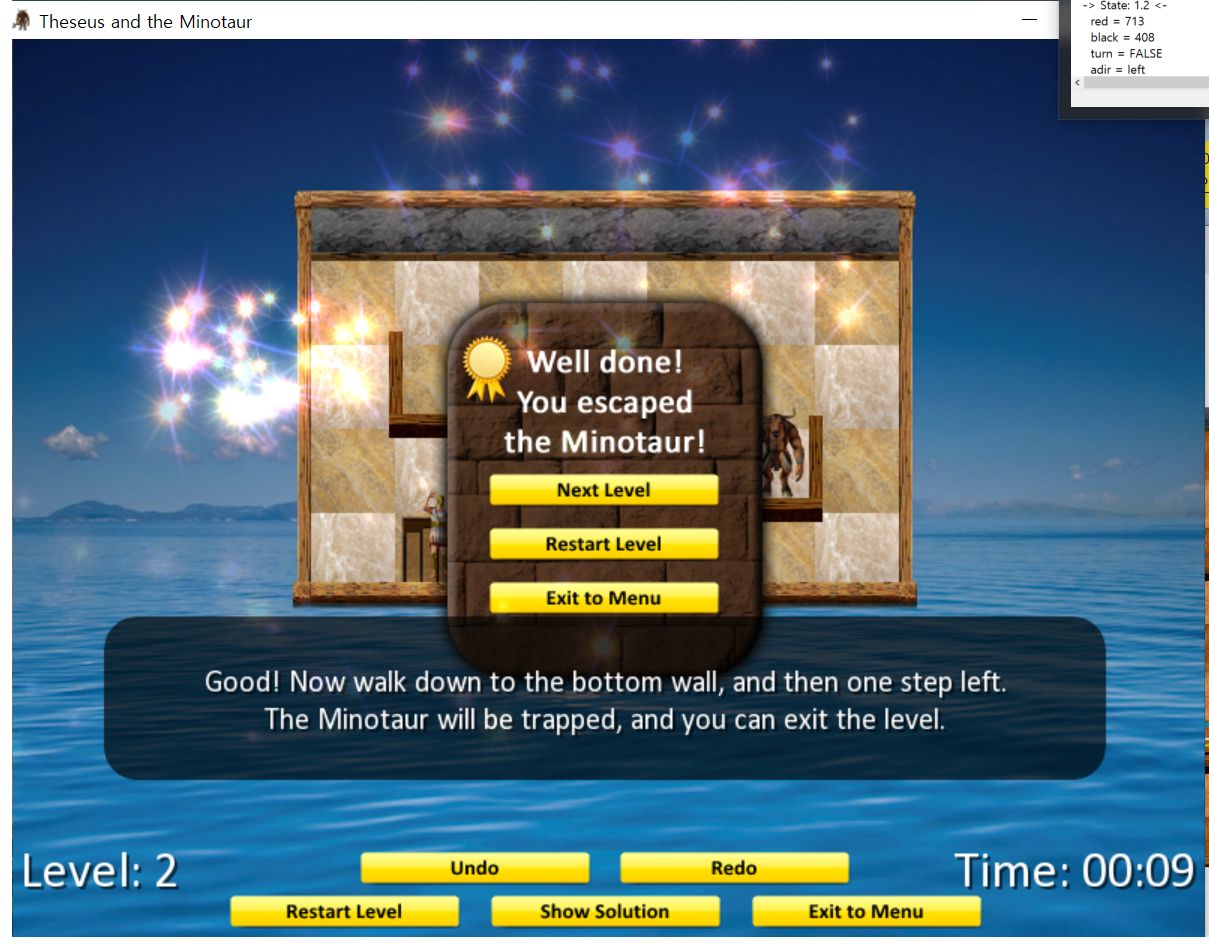 Theseus and the Minotaur
-> State: 1.2 <-
red = 713
black = 408
turn = FALSE
adir = left
Well done!
You escaped
the Minotaur!
Next Level
Restart Level
Exit to Menu
Good! Now walk down to the bottom wall, and then one step left.
The Minotaur will be trapped, and you can exit the level.
Level: 2
Undo
Redo
Time: 00:09
Restart Level
Show Solution
Exit to Menu